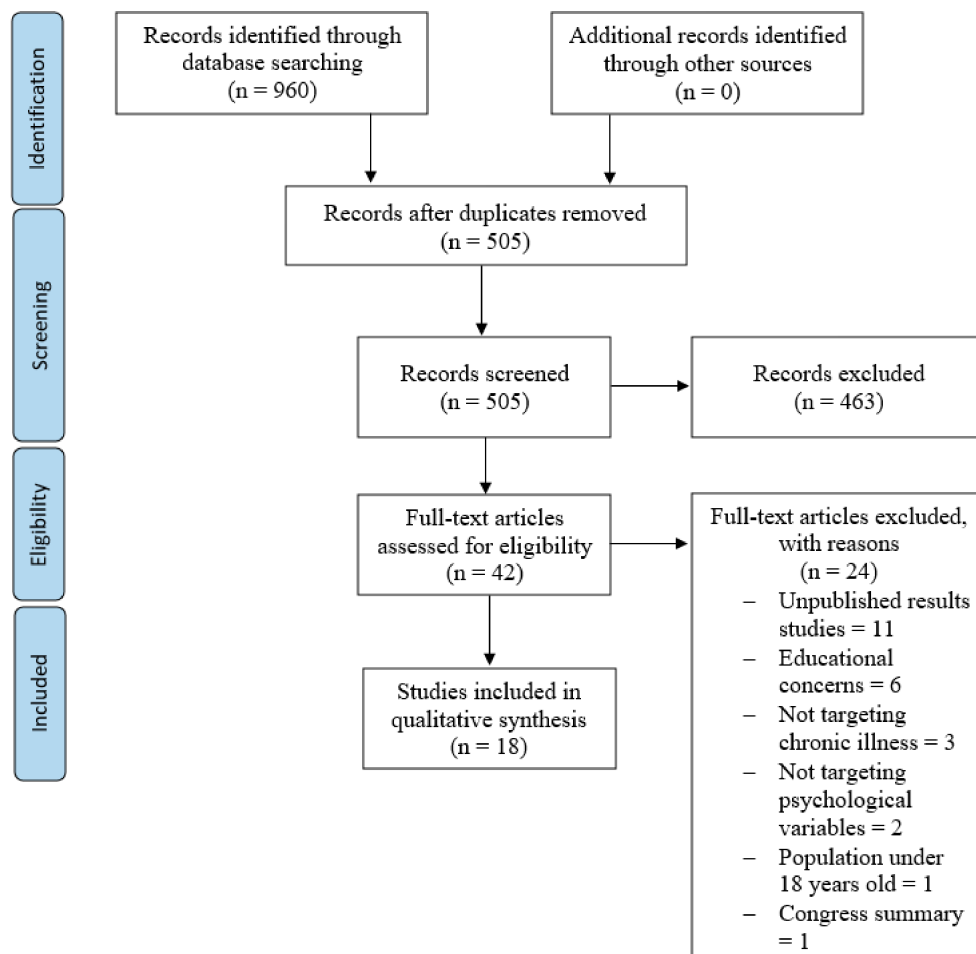 Identification
Records identified through
database searching
(n = 960)
Additional records identified
through other sources
(n = 0)
Screening
Records after duplicates removed
(n = 505)
Records screened
(n = 505)
Records excluded
(n = 463)
Eligibility
Full-text articles
assessed for eligibility
(n = 42)
Full-text articles excluded,
with reasons
(n = 24)
– Unpublished results
studies = 11
– Educational
concerns = 6
– Not targeting
chronic illness = 3
– Not targeting
psychological
variables = 2
– Population under
18 years old = 1
– Congress summary
= 1
Included
Studies included in
qualitative synthesis
(n = 18)